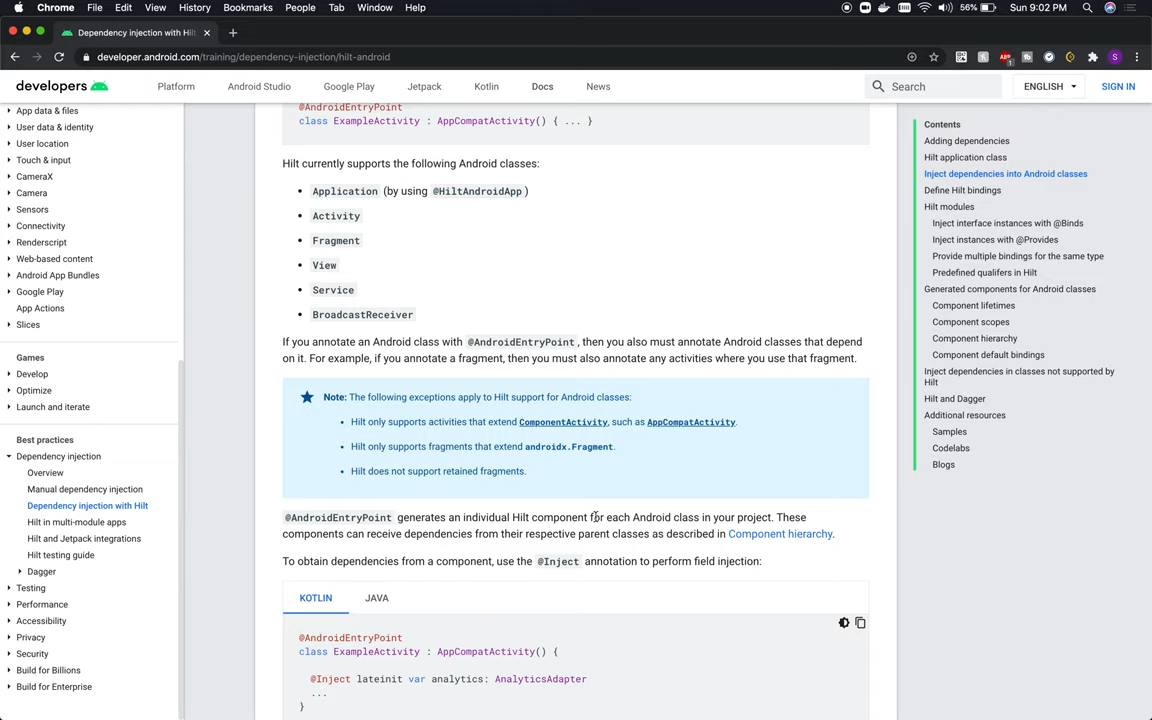 Chrome File Edit View History Bookmarks People Tab Window Help 56% Sun 9:02 PM
Dependency injection with Hilt
developer.android.com/training/dependency-injection/hilt-android
developers Platform Android Studio Google Play Jetpack Kotlin Docs News Search ENGLISH SIGN IN
App data & files
User data & identity
User location
Touch & input
CameraX
Camera
Sensors
Connectivity
Renderscript
Web-based content
Android App Bundles
Google Play
App Actions
Slices
Games
Develop
Optimize
Launch and iterate
Best practices
Dependency injection
Overview
Manual dependency injection
Dependency injection with Hilt
Hilt in multi-module apps
Hilt and Jetpack integrations
Hilt testing guide
Dagger
Testing
Performance
Accessibility
Privacy
Security
Build for Billions
Build for Enterprise
@AndroidEntryPoint
class ExampleActivity : AppCompatActivity() { ... }
Hilt currently supports the following Android classes:
• Application (by using @HiltAndroidApp )
• Activity
• Fragment
• View
• Service
• BroadcastReceiver
If you annotate an Android class with @AndroidEntryPoint, then you also must annotate Android classes that depend
on it. For example, if you annotate a fragment, then you must also annotate any activities where you use that fragment.
Note: The following exceptions apply to Hilt support for Android classes:
• Hilt only supports activities that extend ComponentActivity, such as AppCompatActivity.
• Hilt only supports fragments that extend androidx.Fragment.
• Hilt does not support retained fragments.
@AndroidEntryPoint generates an individual Hilt component for each Android class in your project. These
components can receive dependencies from their respective parent classes as described in Component hierarchy.
To obtain dependencies from a component, use the @Inject annotation to perform field injection:
KOTLIN JAVA
@AndroidEntryPoint
class ExampleActivity : AppCompatActivity() {
@Inject lateinit var analytics: AnalyticsAdapter
...
}
Contents
Adding dependencies
Hilt application class
Inject dependencies into Android classes
Define Hilt bindings
Hilt modules
Inject interface instances with @Binds
Inject instances with @Provides
Provide multiple bindings for the same type
Predefined qualifers in Hilt
Generated components for Android classes
Component lifetimes
Component scopes
Component hierarchy
Component default bindings
Inject dependencies in classes not supported by
Hilt
Hilt and Dagger
Additional resources
Samples
Codelabs
Blogs